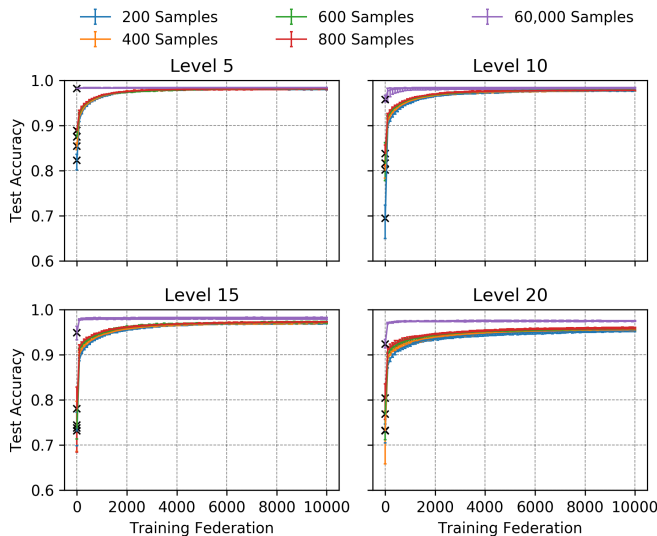 200 Samples 600 Samples 60,000 Samples
400 Samples 800 Samples
Level 5 Level 10
1.0
0.9
0.8
0.7
0.6
Test Accuracy
Level 15 Level 20
1.0
0.9
0.8
0.7
0.6
Test Accuracy
0 2000 4000 6000 8000 10000 0 2000 4000 6000 8000 10000
Training Federation Training Federation